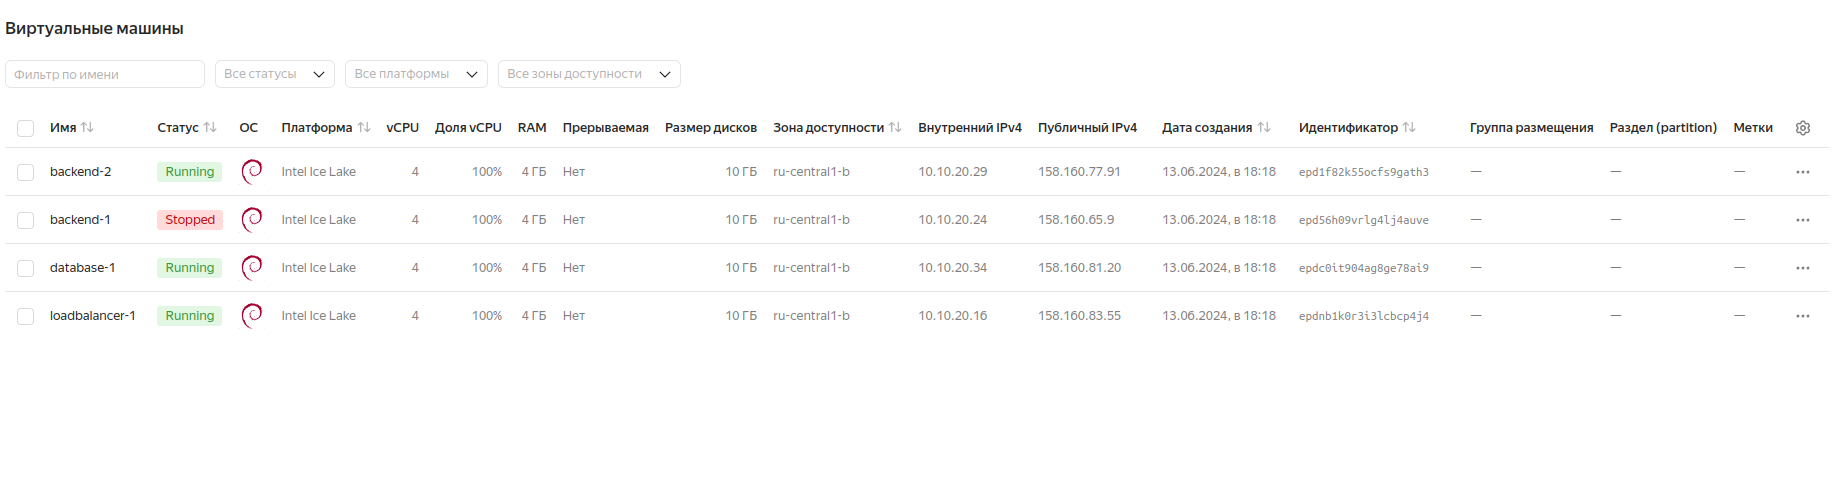 Виртуальные машины
Фильтр по имени Все статусы Все платформы Все зоны доступности
Имя Статус ОС Платформа vCPU Доля vCPU RAM Прерываемая Размер дисков Зона доступности Внутренний IPv4 Публичный IPv4 Дата создания Идентификатор Группа размещения Раздел (partition) Метки
backend-2 Running Intel Ice Lake 4 100% 4 ГБ Нет 10 ГБ ru-central1-b 10.10.20.29 158.160.77.91 13.06.2024, в 18:18 epd1f82k55ocfs9gath3 — — —
backend-1 Stopped Intel Ice Lake 4 100% 4 ГБ Нет 10 ГБ ru-central1-b 10.10.20.24 158.160.65.9 13.06.2024, в 18:18 epd56h09vrlg4lj4auve — — —
database-1 Running Intel Ice Lake 4 100% 4 ГБ Нет 10 ГБ ru-central1-b 10.10.20.34 158.160.81.20 13.06.2024, в 18:18 epdc0it904ag8ge78ai9 — — —
loadbalancer-1 Running Intel Ice Lake 4 100% 4 ГБ Нет 10 ГБ ru-central1-b 10.10.20.16 158.160.83.55 13.06.2024, в 18:18 epdnb1k0r3i3lcbcp4j4 — — —